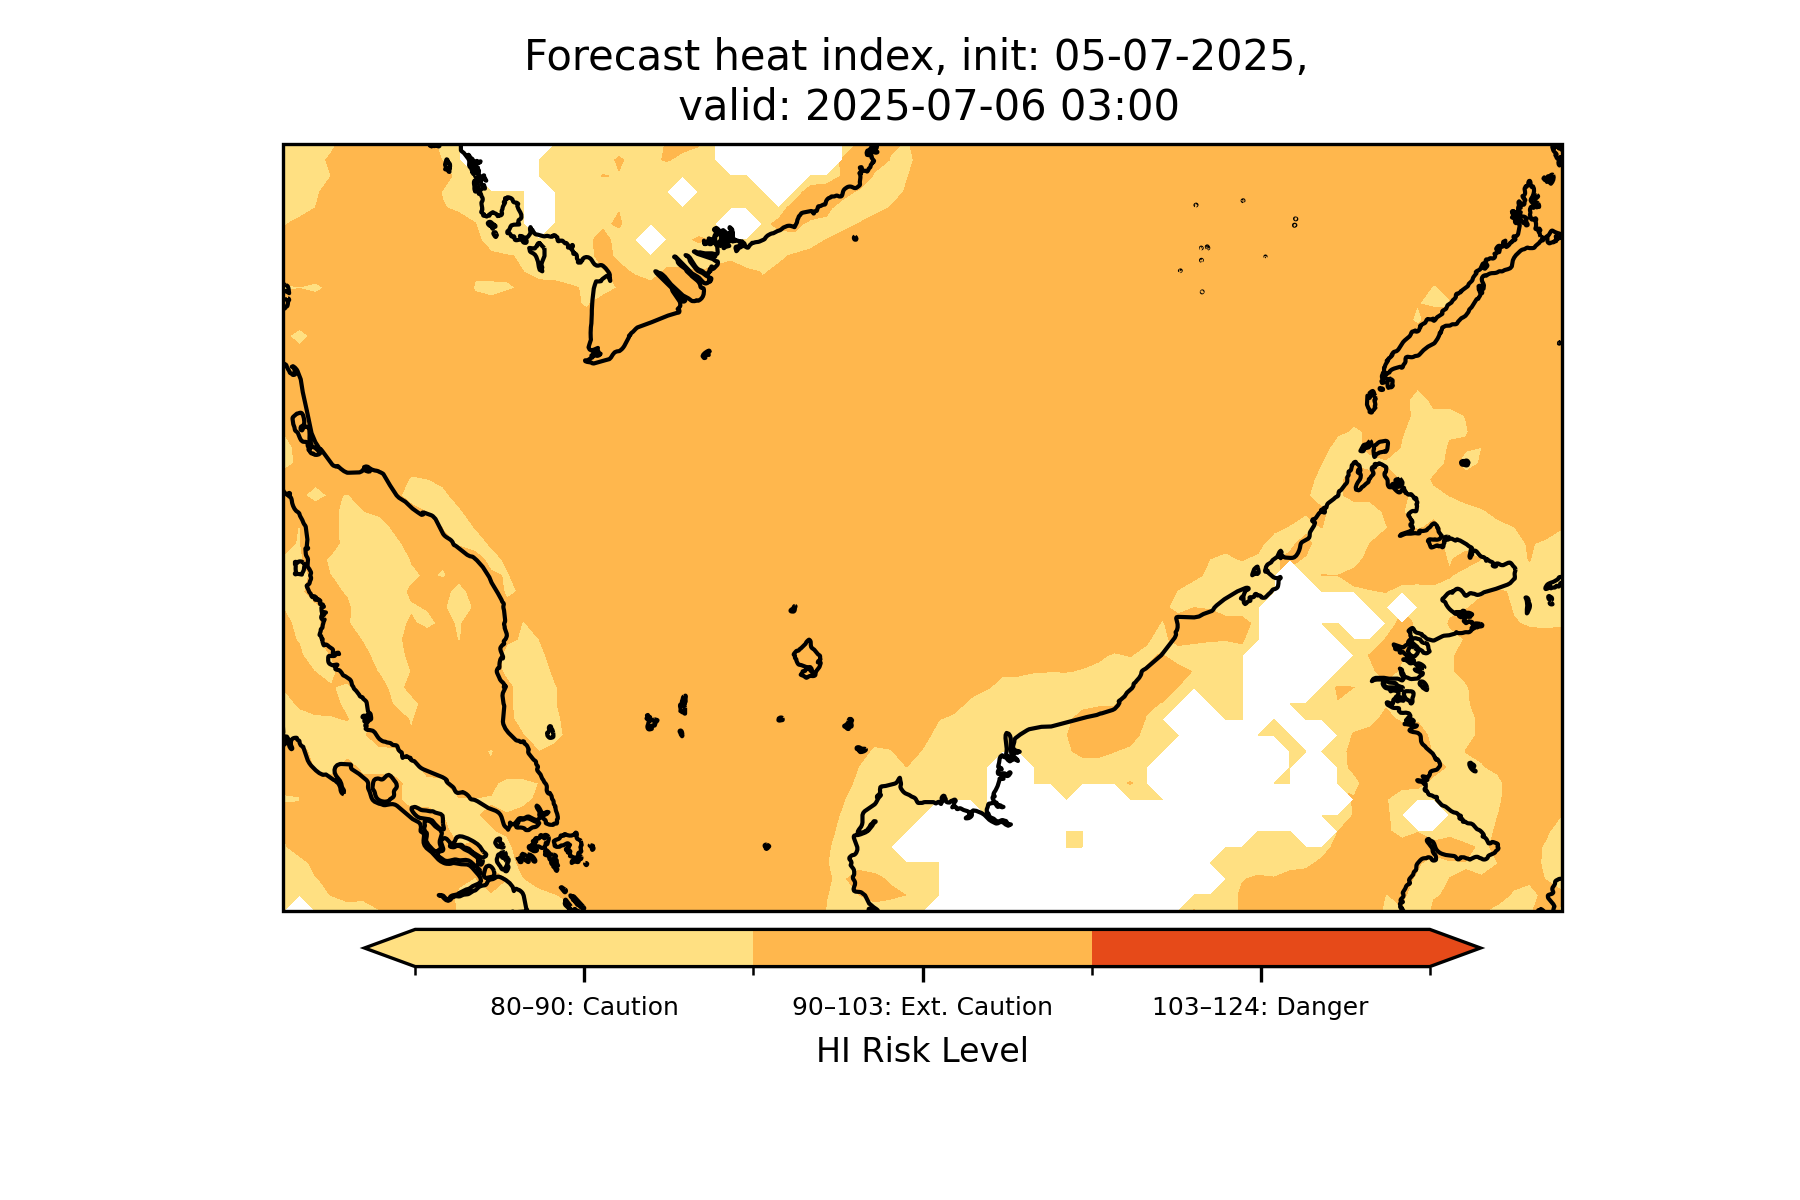 Forecast heat index, init: 05-07-2025,
valid: 2025-07-06 03:00
80–90: Caution
90–103: Ext. Caution
103–124: Danger
HI Risk Level